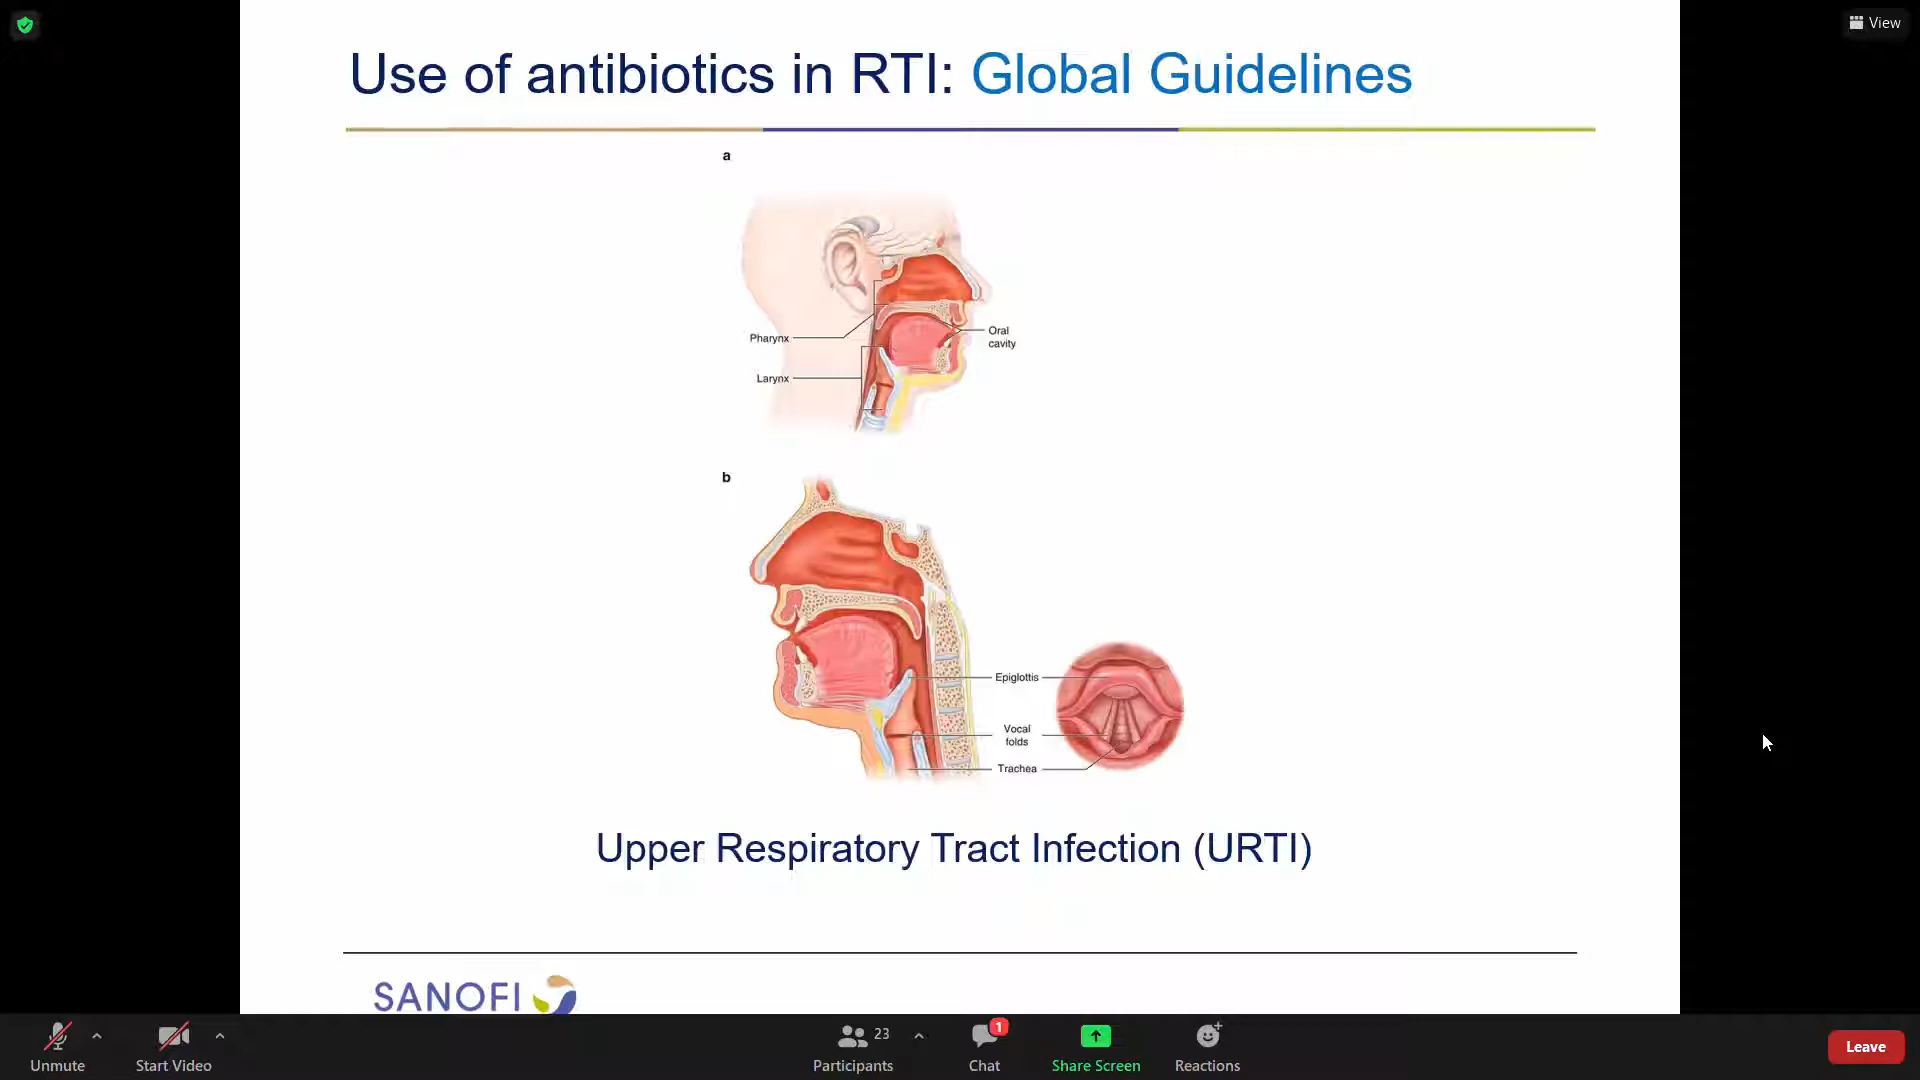 View
Use of antibiotics in RTI: Global Guidelines
a
Pharynx
Oral
cavity
Larynx
b
Epiglottis
Vocal
folds
Trachea
Upper Respiratory Tract Infection (URTI)
SANOFI
Unmute
Start Video
23
Participants
1
Chat
Share Screen
Reactions
Leave